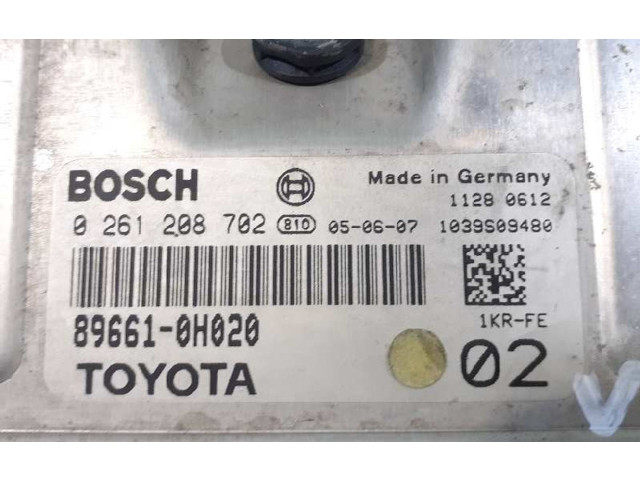 BOSCH Made in Germany
1128 0612
0 261 208 702 810 05-06-07 1039S09480
89661-0H020 1KR-FE
TOYOTA 02
V